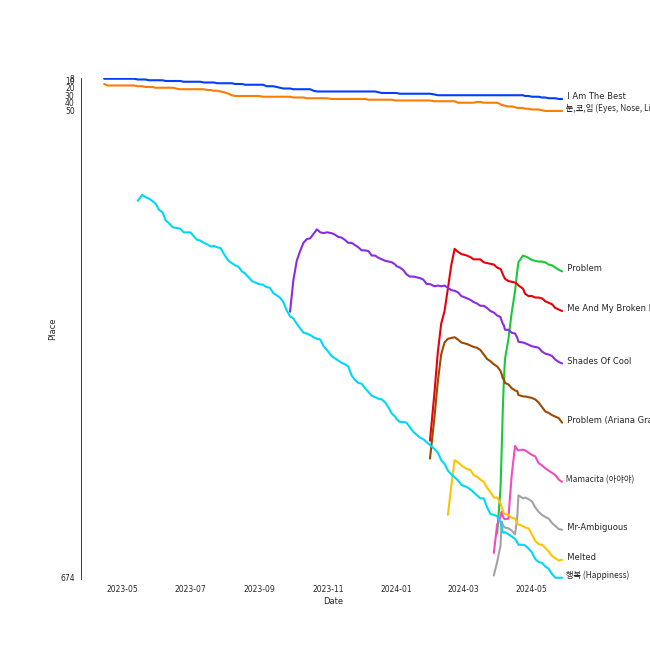 10
20
30
40
50
I Am The Best
눈,코,입 (Eyes, Nose, Li
Problem
Me And My Broken
Shades Of Cool
Place
Problem (Ariana Gra
Mamacita (아야야)
Mr-Ambiguous
Melted
674
행복 (Happiness)
2023-05
2023-07
2023-09
2023-11
2024-01
2024-03
2024-05
Date